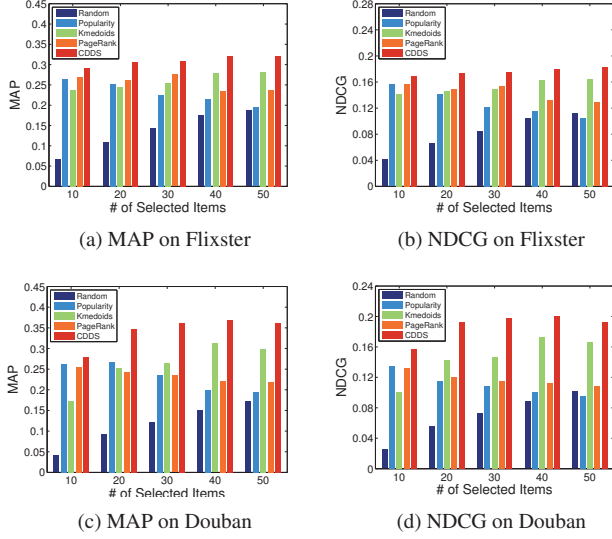 0.45
0.4
0.35
0.3
0.25
0.2
0.15
0.1
0.05
0
MAP
Random
Popularity
Kmedoids
PageRank
CDDS
10 20 30 40 50
# of Selected Items
(a) MAP on Flixster
0.28
0.24
0.2
0.16
0.12
0.08
0.04
0
NDCG
Random
Popularity
Kmedoids
PageRank
CDDS
10 20 30 40 50
# of Selected Items
(b) NDCG on Flixster
0.45
0.4
0.35
0.3
0.25
0.2
0.15
0.1
0.05
0
MAP
Random
Popularity
Kmedoids
PageRank
CDDS
10 20 30 40 50
# of Selected Items
(c) MAP on Douban
0.24
0.2
0.16
0.12
0.08
0.04
0
NDCG
Random
Popularity
Kmedoids
PageRank
CDDS
10 20 30 40 50
# of Selected Items
(d) NDCG on Douban